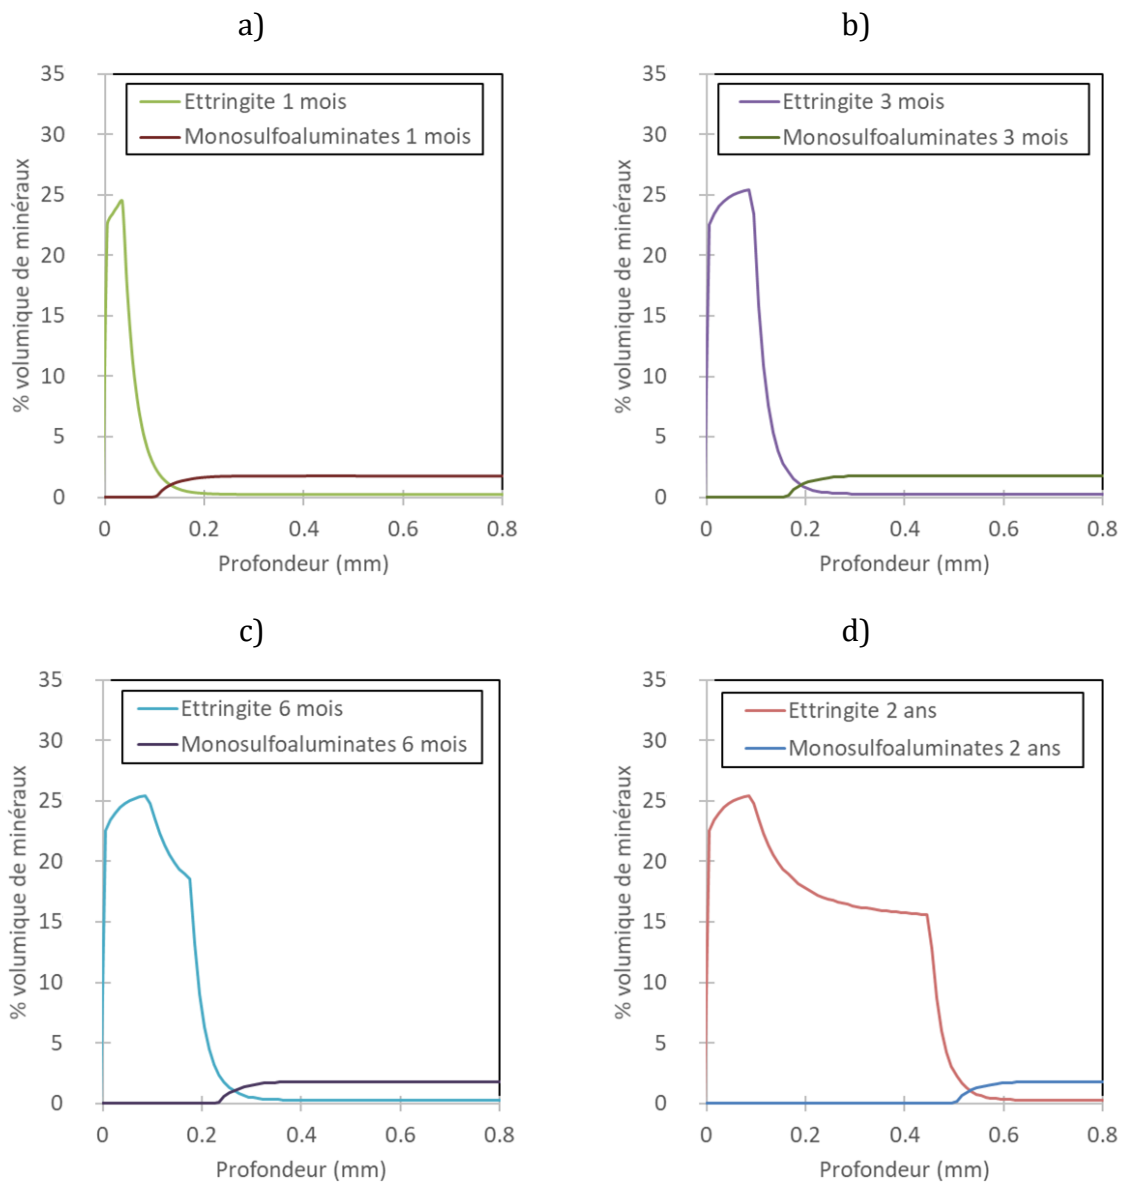 a)
35
30
25
20
15
10
5
0
% volumique de minéraux
Ettringite 1 mois
Monosulfoaluminates 1 mois
0 0.2 0.4 0.6 0.8
Profondeur (mm)
b)
35
30
25
20
15
10
5
0
% volumique de minéraux
Ettringite 3 mois
Monosulfoaluminates 3 mois
0 0.2 0.4 0.6 0.8
Profondeur (mm)
c)
35
30
25
20
15
10
5
0
% volumique de minéraux
Ettringite 6 mois
Monosulfoaluminates 6 mois
0 0.2 0.4 0.6 0.8
Profondeur (mm)
d)
35
30
25
20
15
10
5
0
% volumique de minéraux
Ettringite 2 ans
Monosulfoaluminates 2 ans
0 0.2 0.4 0.6 0.8
Profondeur (mm)